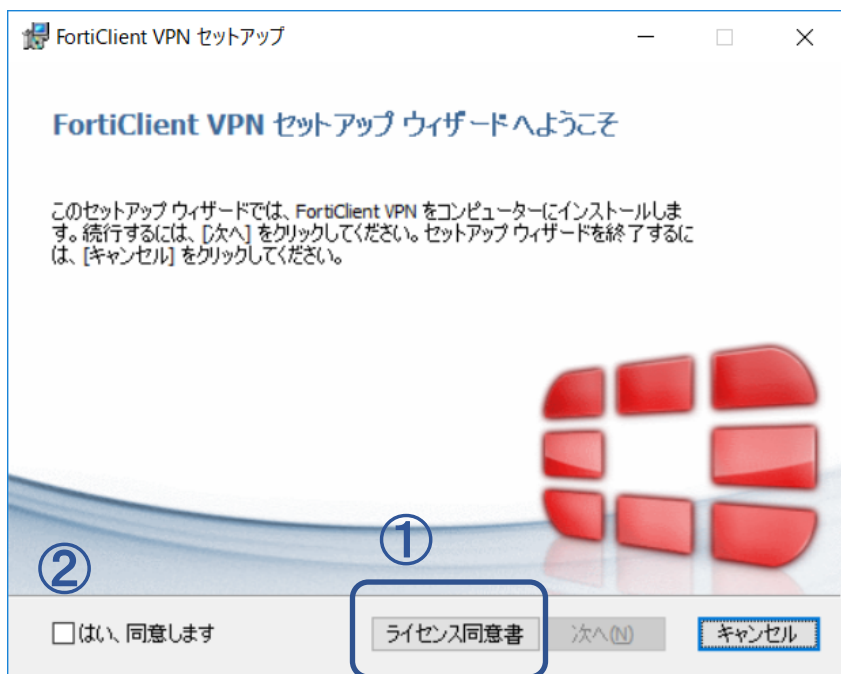 FortiClient VPN セットアップ
FortiClient VPN セットアップ ウィザードへようこそ
このセットアップ ウィザードでは、FortiClient VPN をコンピューターにインストールしま
す。続行するには、[次へ] をクリックしてください。セットアップ ウィザードを終了するに
は、[キャンセル] をクリックしてください。
①
②
はい、同意します
ライセンス同意書
次へ(N)
キャンセル